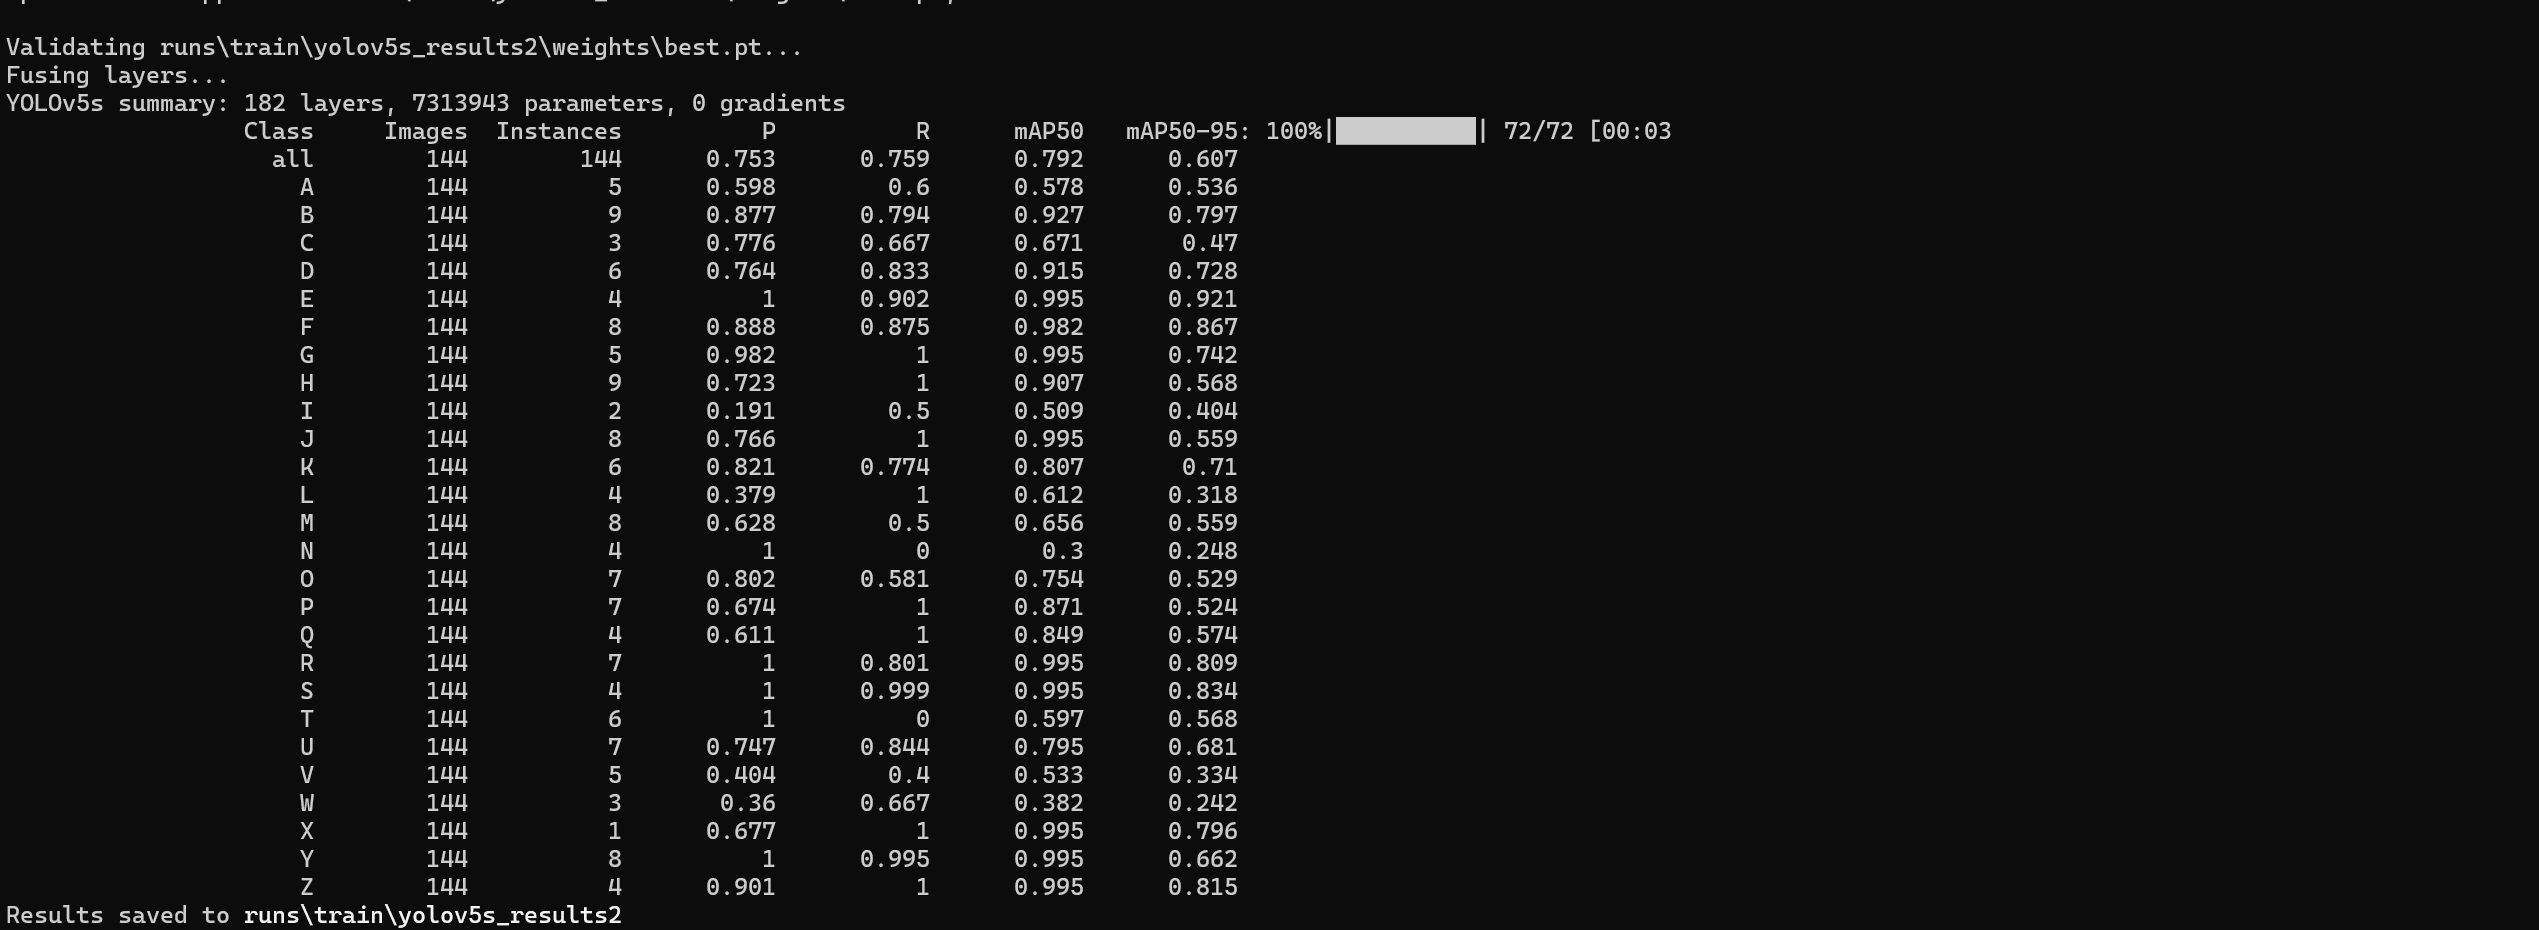 Validating runs\train\yolov5s_results2\weights\best.pt...
Fusing layers...
YOLOv5s summary: 182 layers, 7313943 parameters, 0 gradients
Class Images Instances P R mAP50 mAP50-95: 100%|██████████| 72/72 [00:03
all 144 144 0.753 0.759 0.792 0.607
A 144 5 0.598 0.6 0.578 0.536
B 144 9 0.877 0.794 0.927 0.797
C 144 3 0.776 0.667 0.671 0.47
D 144 6 0.764 0.833 0.915 0.728
E 144 4 1 0.902 0.995 0.921
F 144 8 0.888 0.875 0.982 0.867
G 144 5 0.982 1 0.995 0.742
H 144 9 0.723 1 0.907 0.568
I 144 2 0.191 0.5 0.509 0.404
J 144 8 0.766 1 0.995 0.559
K 144 6 0.821 0.774 0.807 0.71
L 144 4 0.379 1 0.612 0.318
M 144 8 0.628 0.5 0.656 0.559
N 144 4 1 0 0.3 0.248
O 144 7 0.802 0.581 0.754 0.529
P 144 7 0.674 1 0.871 0.524
Q 144 4 0.611 1 0.849 0.574
R 144 7 1 0.801 0.995 0.809
S 144 4 1 0.999 0.995 0.834
T 144 6 1 0 0.597 0.568
U 144 7 0.747 0.844 0.795 0.681
V 144 5 0.404 0.4 0.533 0.334
W 144 3 0.36 0.667 0.382 0.242
X 144 1 0.677 1 0.995 0.796
Y 144 8 1 0.995 0.995 0.662
Z 144 4 0.901 1 0.995 0.815
Results saved to runs\train\yolov5s_results2